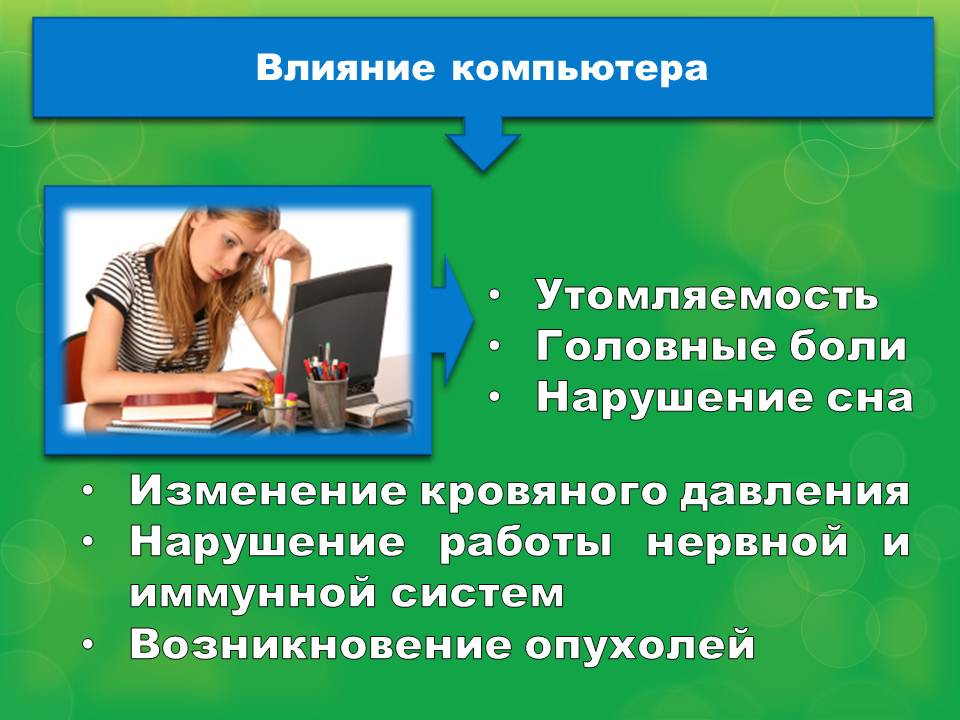 Влияние компьютера
• Утомляемость
• Головные боли
• Нарушение сна
• Изменение кровяного давления
• Нарушение работы нервной и
иммунной систем
• Возникновение опухолей